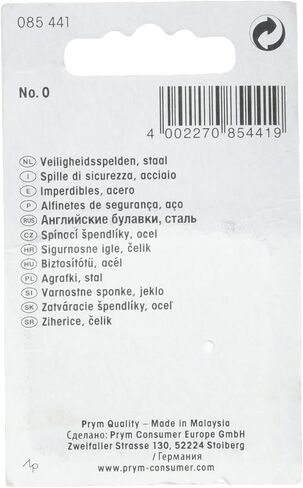 085 441
No. 0
4 002270 854419
NL Veiligheidsspelden, staal
I Spille di sicurezza, acciaio
E Imperdibles, acero
P Alfinetes de segurança, aço
RUS Английские булавки, сталь
CZ Spínací špendlíky, ocel
HR Sigurnosne igle, čelik
HU Biztosítótü, acél
PL Agrafki, stal
SI Varnostne sponke, jeklo
SK Zatváracie špendlíky, oceľ
SR Ziherice, čelik
Prym Quality – Made in Malaysia
Сделано: Prym Consumer Europe GmbH
Zweifaller Strasse 130, 52224 Stolberg
/ Германия
www.prym-consumer.com